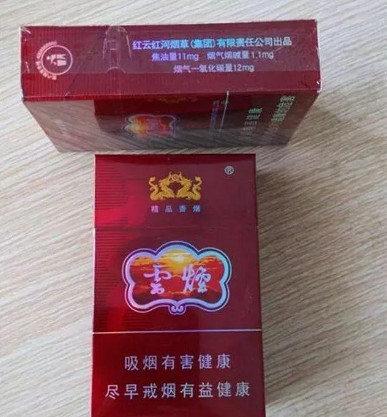 红云红河烟草(集团)有限责任公司出品
焦油量11mg 烟气烟碱量1.1mg
烟气一氧化碳量12mg
®
精品香烟
雲煙
吸烟有害健康
尽早戒烟有益健康